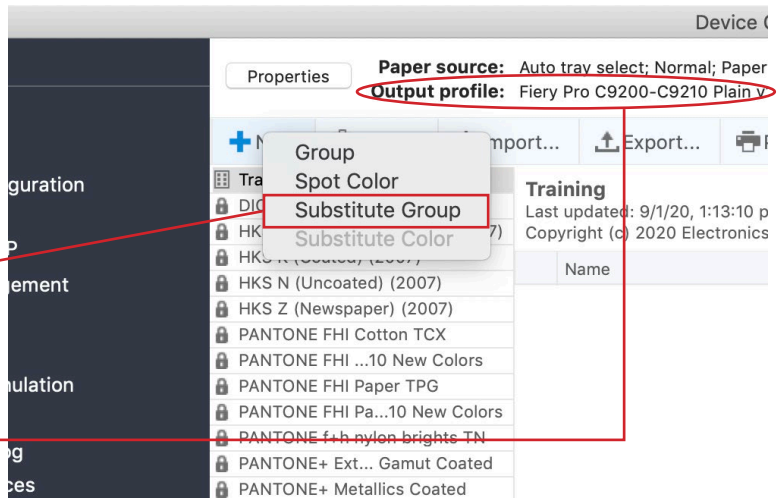 Device
Properties
Paper source: Auto tray select; Normal; Paper
Output profile: Fiery Pro C9200-C9210 Plain v
Export...
Group
Spot Color
Substitute Group
Substitute Color
guration
gement
nulation
og
ces
HKS N (Uncoated) (2007)
HKS Z (Newspaper) (2007)
PANTONE FHI Cotton TCX
PANTONE FHI ...10 New Colors
PANTONE FHI Paper TPG
PANTONE FHI Pa...10 New Colors
PANTONE f+h nylon brights TN
PANTONE+ Ext... Gamut Coated
PANTONE+ Metallics Coated
Training
Last updated: 9/1/20, 1:13:10 p
Copyright (c) 2020 Electronics
Name